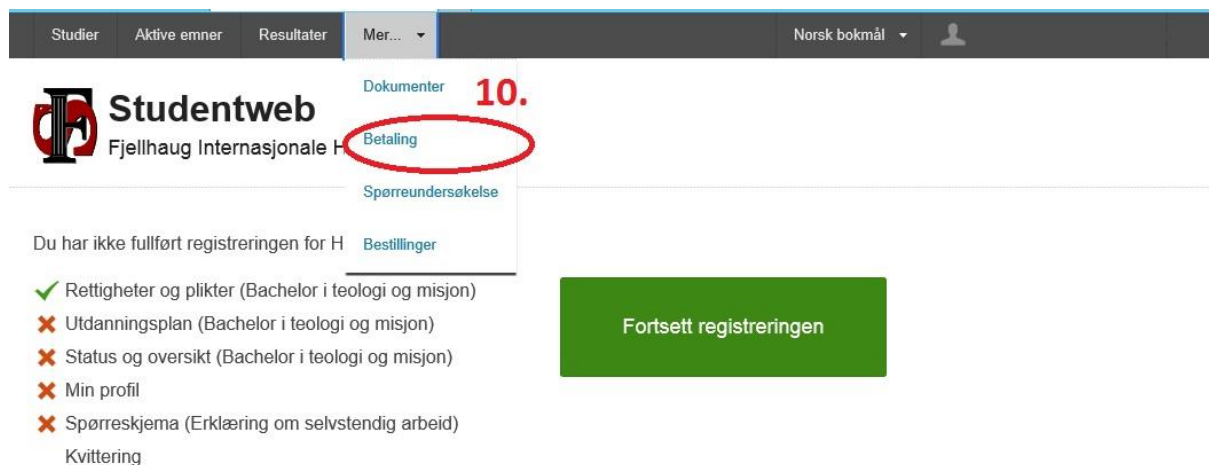 Studier Aktive emner Resultater Mer... Norsk bokmål
Dokumenter
10.
Betaling
Spørreundersøkelse
Bestillinger
Studentweb
Fjellhaug Internasjonale H
Du har ikke fullført registreringen for H
Rettigheter og plikter (Bachelor i teologi og misjon)
Utdanningsplan (Bachelor i teologi og misjon)
Status og oversikt (Bachelor i teologi og misjon)
Min profil
Spørreskjema (Erklæring om selvstendig arbeid)
Kvittering
Fortsett registreringen